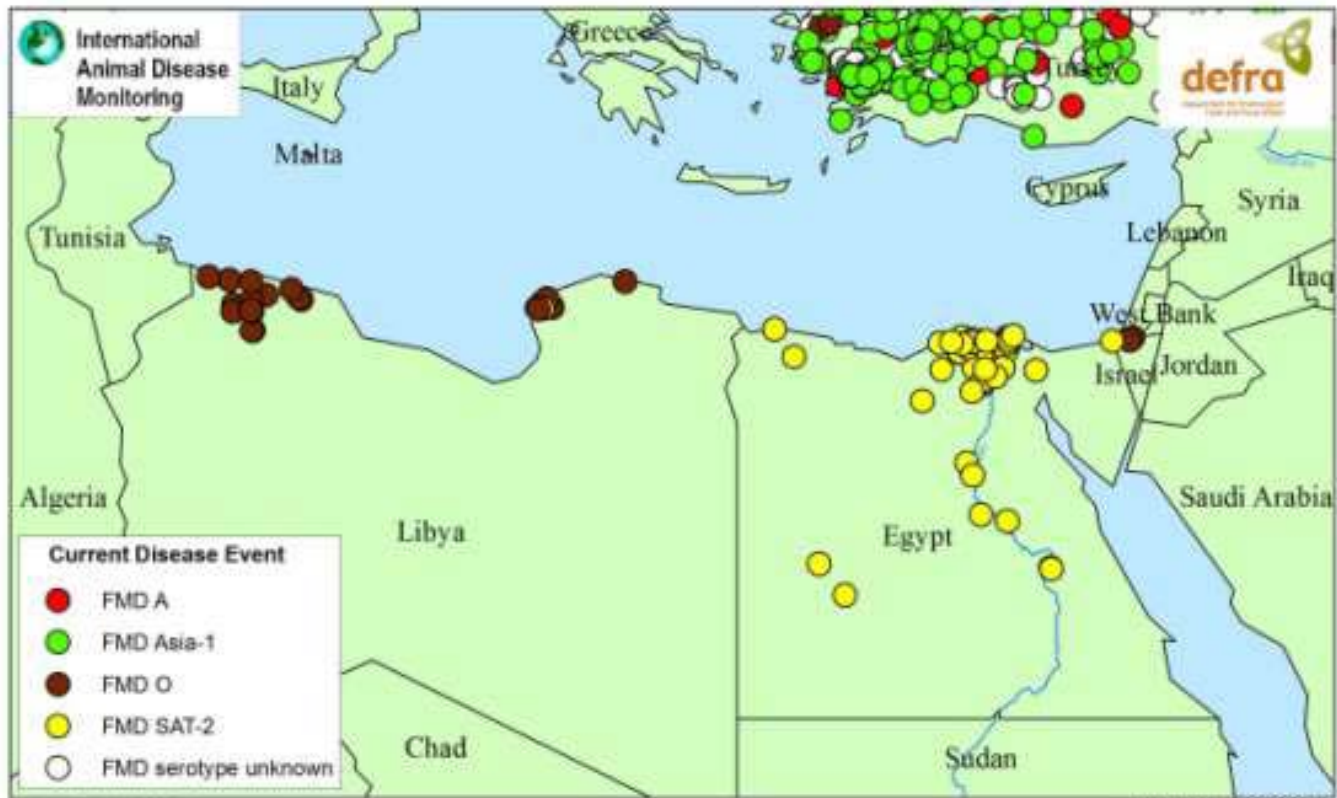 International
Animal Disease
Monitoring
defra
Greece
Italy
Turkey
Malta
Cyprus
Syria
Tunisia
Lebanon
Iraq
West Bank
Israel
Jordan
Algeria
Libya
Egypt
Saudi Arabia
Chad
Sudan
Current Disease Event
FMD A
FMD Asia-1
FMD O
FMD SAT-2
FMD serotype unknown